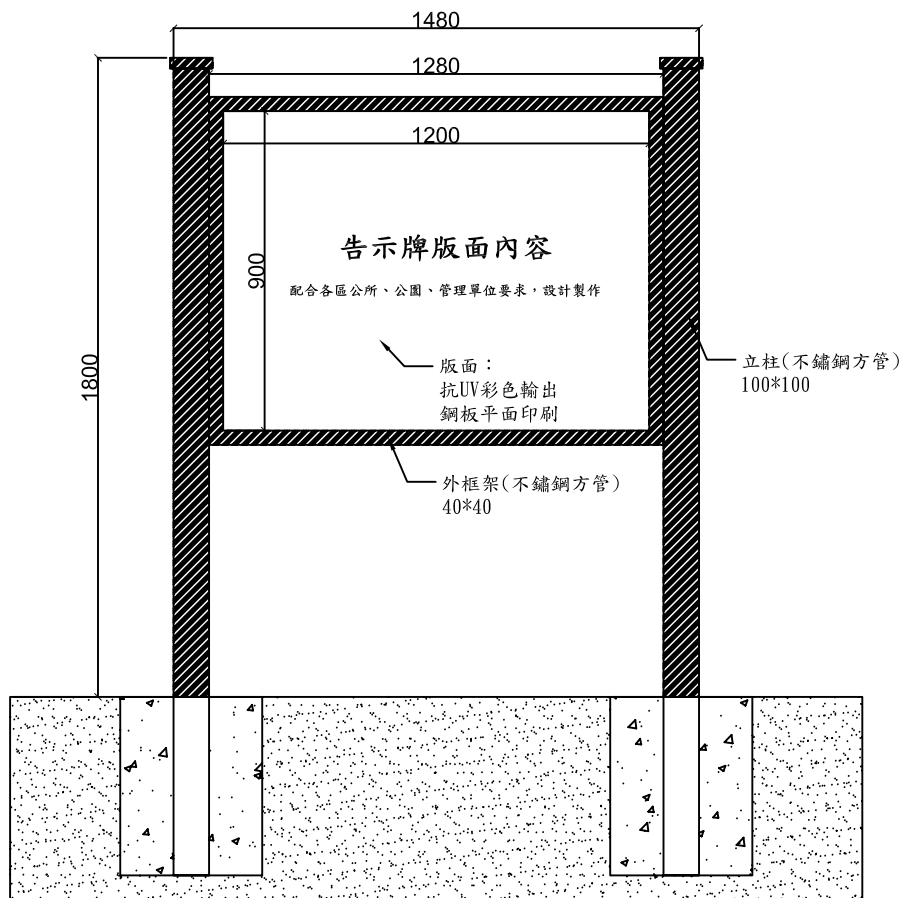 1480
1280
1200
告示牌版面內容
900
配合各區公所、公園、管理單位要求，設計製作
1800
版面：
抗UV彩色輸出
鋼板平面印刷
立柱(不鏽鋼方管)
100*100
外框架(不鏽鋼方管)
40*40